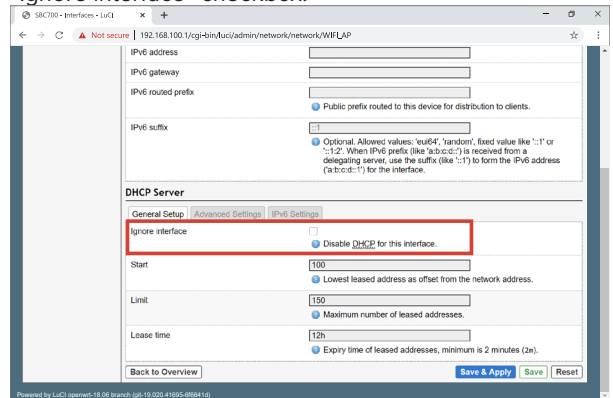 "Ignore interface" checkbox.
SBC700 - Interfaces - LuCI
Not secure | 192.168.100.1/cgi-bin/luci/admin/network/network/WIFI_AP
IPv6 address
IPv6 gateway
IPv6 routed prefix
Public prefix routed to this device for distribution to clients.
IPv6 suffix
::1
Optional. Allowed values: 'eui64', 'random', fixed value like '::1' or
'::1:2'. When IPv6 prefix (like 'a:b:c:d::') is received from a
delegating server, use the suffix (like '::1') to form the IPv6 address
('a:b:c:d::1') for the interface.
DHCP Server
General Setup Advanced Settings IPv6 Settings
Ignore interface
Disable DHCP for this interface.
Start
100
Lowest leased address as offset from the network address.
Limit
150
Maximum number of leased addresses.
Lease time
12h
Expiry time of leased addresses, minimum is 2 minutes (2m).
Back to Overview Save & Apply Save Reset
Powered by LuCI openwrt-18.06 branch (git-19.020.41695-6f6641d)